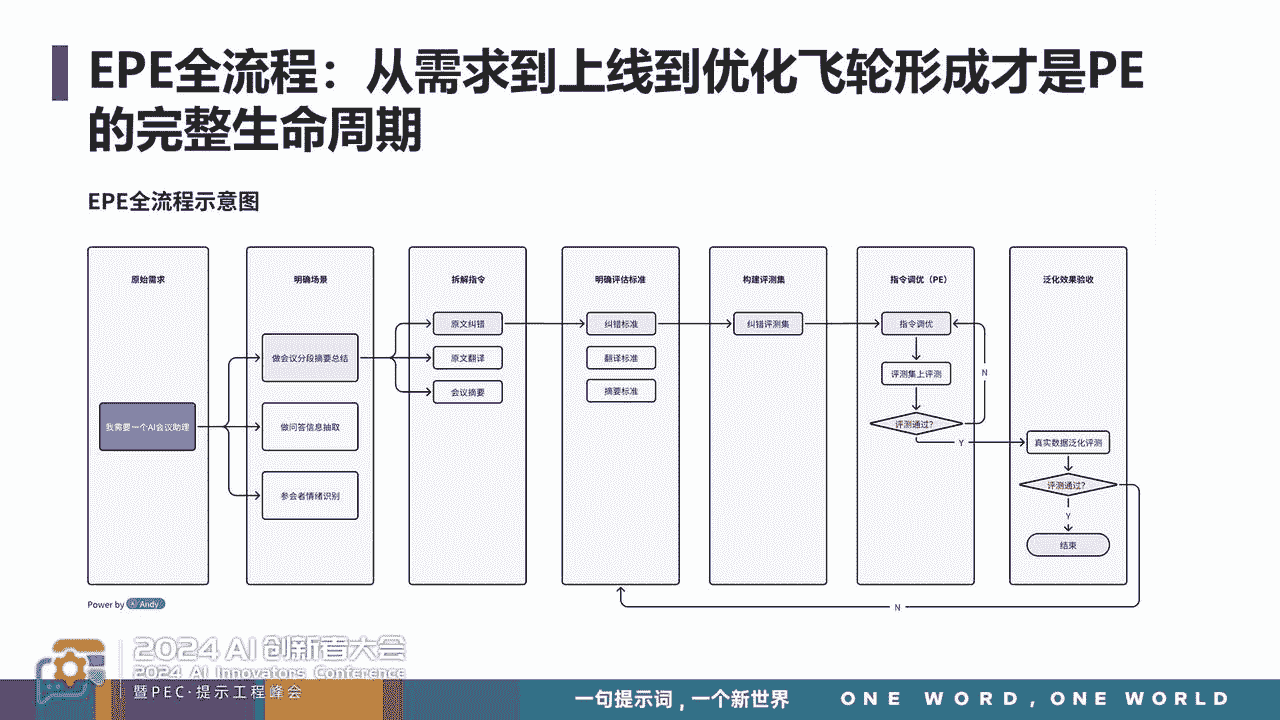 EPE全流程：从需求到上线到优化飞轮形成才是PE
的完整生命周期
EPE全流程示意图
原始需求
我需要一个AI会议助理
明确场景
做会议分段摘要总结
做问答信息抽取
参会者情绪识别
拆解指令
原文纠错
原文翻译
会议摘要
明确评估标准
纠错标准
翻译标准
摘要标准
构建评测集
纠错评测集
指令调优（PE）
指令调优
评测集上评测
评测通过?
N
Y
泛化效果验收
真实数据泛化评测
评测通过?
Y
结束
N
Power by Andy
2024 AI 创新者大会
2024 AI Innovators Conference
暨PEC·提示工程峰会
一句提示词，一个新世界
ONE WORD, ONE WORLD